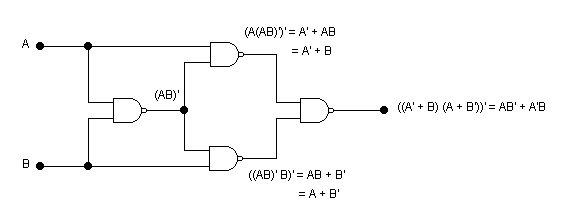 (A(AB)')' = A' + AB
= A' + B
A
(AB)'
((A' + B) (A + B'))' = AB' + A'B
B
((AB)' B)' = AB + B'
= A + B'